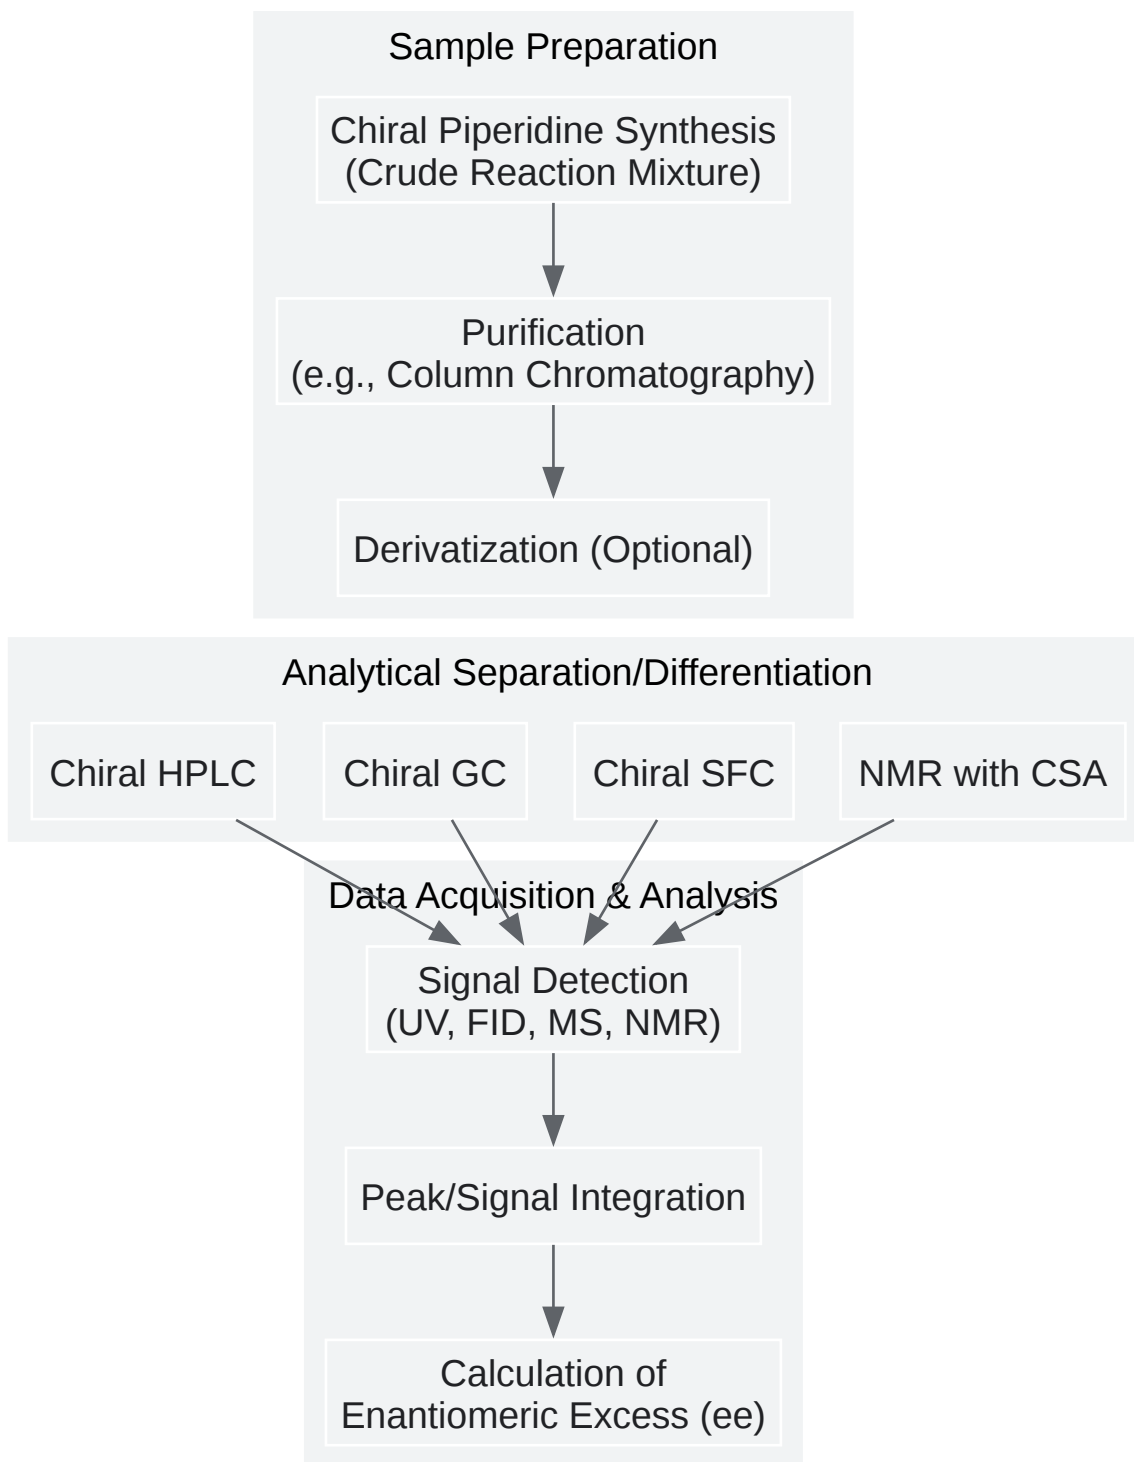 Sample Preparation
Chiral Piperidine Synthesis
(Crude Reaction Mixture)
Purification
(e.g., Column Chromatography)
Derivatization (Optional)
Analytical Separation/Differentiation
Chiral HPLC
Chiral GC
Chiral SFC
NMR with CSA
Data Acquisition & Analysis
Signal Detection
(UV, FID, MS, NMR)
Peak/Signal Integration
Calculation of
Enantiomeric Excess (ee)